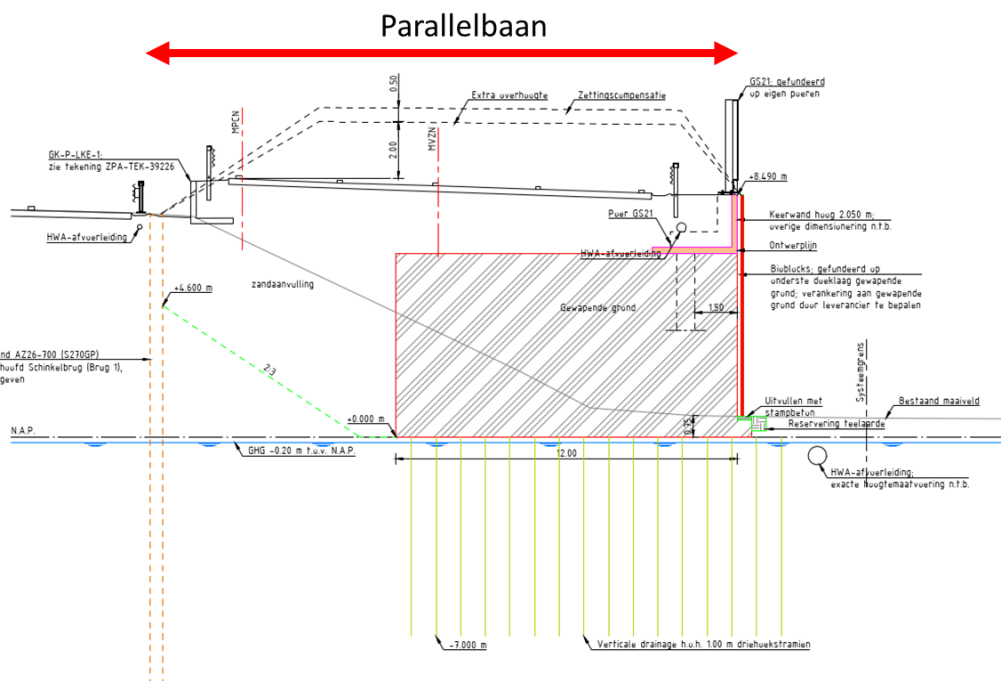 Parallelbaan
GS21; gefundeerd
op eigen poeren
0.50
Extra overhoogte
Zettingscompensatie
MPCN
MVZN
2.00
GK-P-LKE-1;
zie tekening ZPA-TEK-39226
+8.490 m
Poer GS21
Keerwand hoog 2.050 m;
overige dimensionering n.t.b.
HWA-afvoerleiding
HWA-afvoerleiding
Ontwerplijn
Bioblocks; gefundeerd op
onderste doeklaag gewapende
grond; verankering aan gewapende
grond door leverancier te bepalen
zandaanvulling
+4.600 m
Gewapende grond
1.50
nd AZ26-700 (S270GP)
hoofd Schinkelbrug (Brug 1),
geven
2:3
Systeemgrens
Uitvullen met
stampbeton
Bestaand maaiveld
Reservering teelaarde
+0.000 m
0.75
N.A.P.
GHG -0.20 m t.o.v. N.A.P.
12.00
HWA-afvoerleiding;
exacte hoogtemaatvoering n.t.b.
-7.000 m
Verticale drainage h.o.h. 1.00 m driehoekstramien